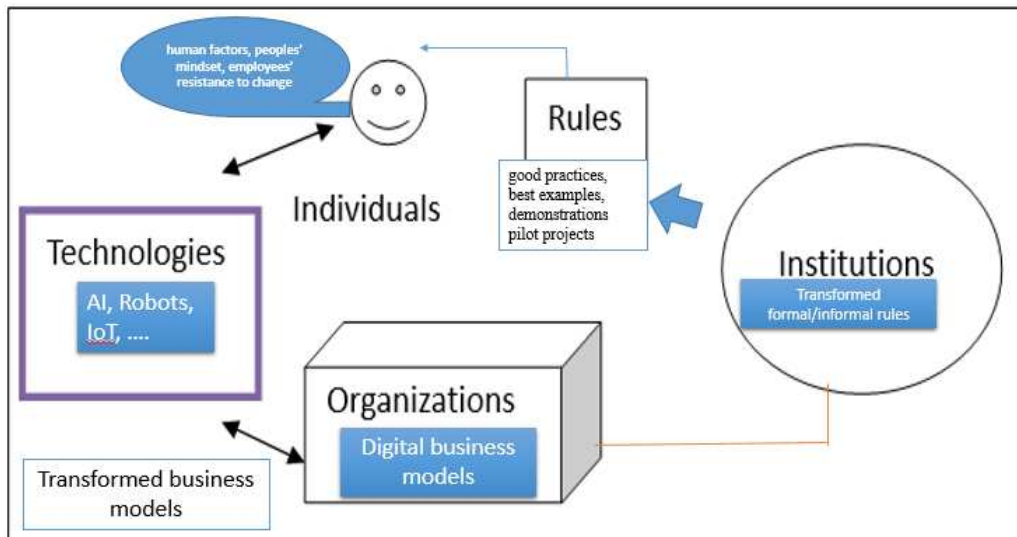 human factors, peoples'
mindset, employees'
resistance to change
Rules
good practices,
best examples,
demonstrations
pilot projects
Individuals
Technologies
AI, Robots,
IoT, ....
Institutions
Transformed
formal/informal rules
Organizations
Digital business
models
Transformed business
models